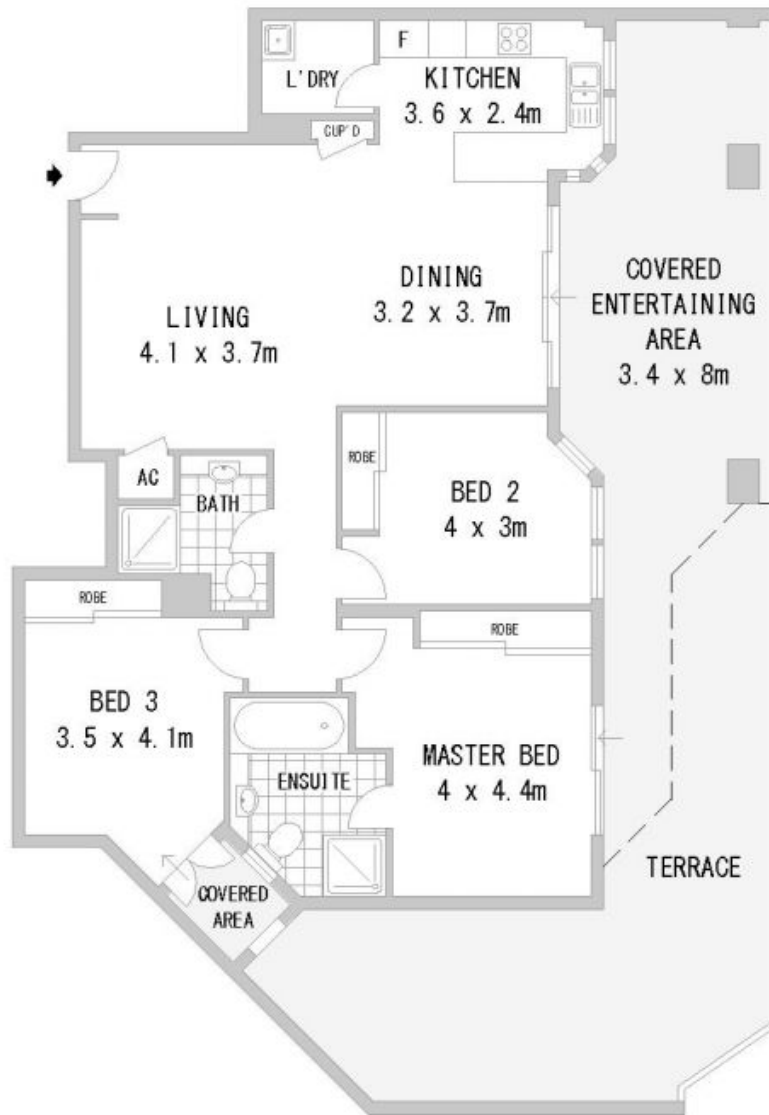 F
L'DRY
KITCHEN
3.6 x 2.4m
CUP'D
COVERED
ENTERTAINING
AREA
3.4 x 8m
DINING
3.2 x 3.7m
LIVING
4.1 x 3.7m
ROBE
AC
BATH
BED 2
4 x 3m
ROBE
ROBE
BED 3
3.5 x 4.1m
MASTER BED
4 x 4.4m
ENSUITE
TERRACE
COVERED
AREA